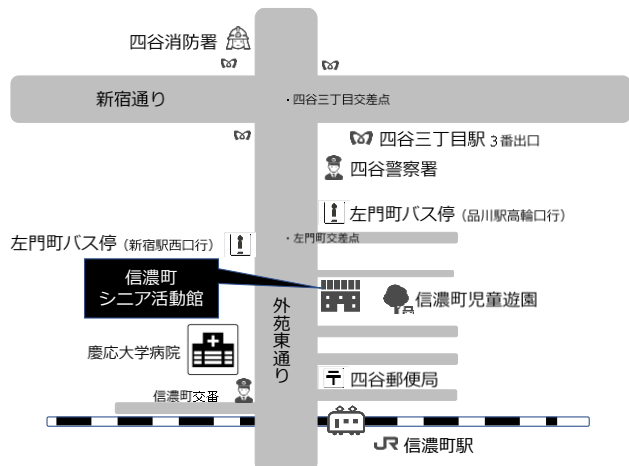 四谷消防署
新宿通り
・四谷三丁目交差点
四谷三丁目駅 3番出口
四谷警察署
左門町バス停(品川駅高輪口行)
左門町バス停(新宿駅西口行)
・左門町交差点
信濃町
シニア活動館
外苑東通り
信濃町児童遊園
慶応大学病院
四谷郵便局
信濃町交番
JR 信濃町駅